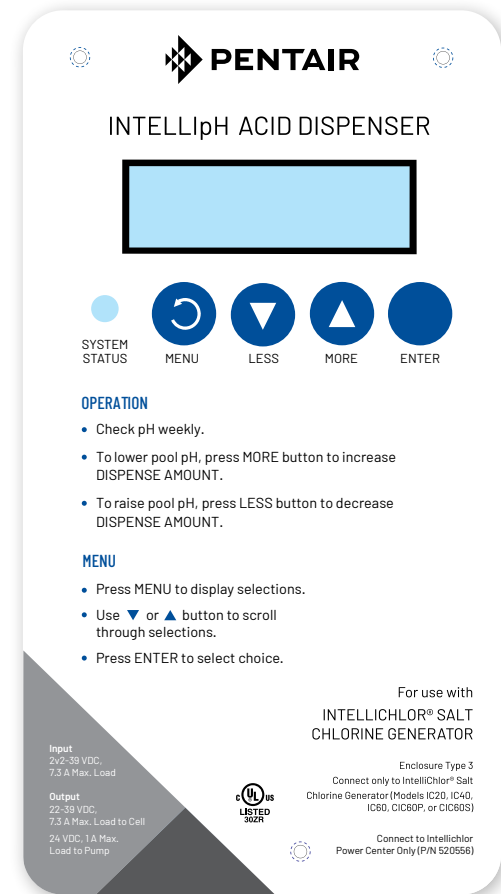 PENTAIR
INTELLIpH ACID DISPENSER
SYSTEM
STATUS
MENU
LESS
MORE
ENTER
OPERATION
• Check pH weekly.
• To lower pool pH, press MORE button to increase
DISPENSE AMOUNT.
• To raise pool pH, press LESS button to decrease
DISPENSE AMOUNT.
MENU
• Press MENU to display selections.
• Use ▼ or ▲ button to scroll
through selections.
• Press ENTER to select choice.
For use with
INTELLICHLOR® SALT
CHLORINE GENERATOR
Input
2v2-39 VDC,
7.3 A Max. Load
Output
22-39 VDC,
7.3 A Max. Load to Cell
24 VDC, 1 A Max.
Load to Pump
c UL us
LISTED
30ZR
Enclosure Type 3
Connect only to IntelliChlor® Salt
Chlorine Generator (Models IC20, IC40,
IC60, CIC60P, or CIC60S)
Connect to Intellichlor
Power Center Only (P/N 520556)